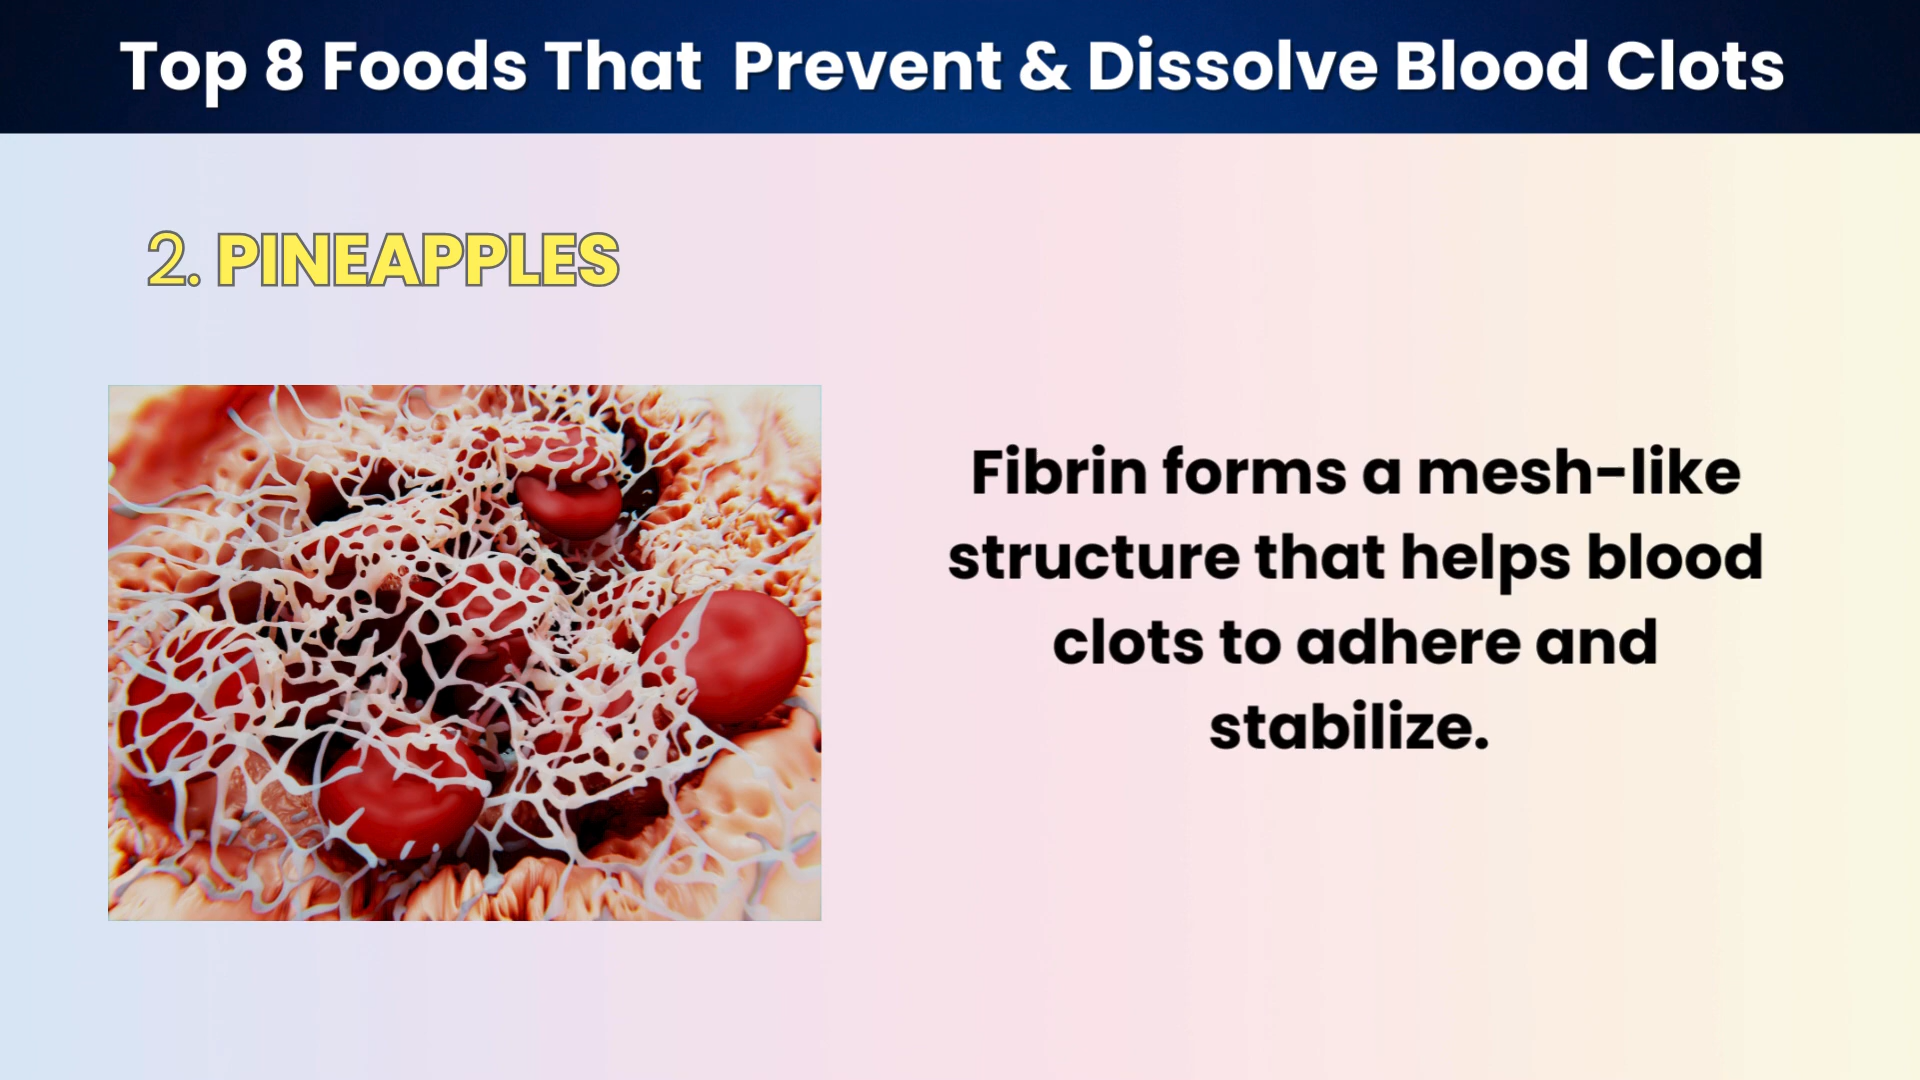 Top 8 Foods That  Prevent & Dissolve Blood Clots
2. PINEAPPLES
Fibrin forms a mesh-like
structure that helps blood
clots to adhere and
stabilize.